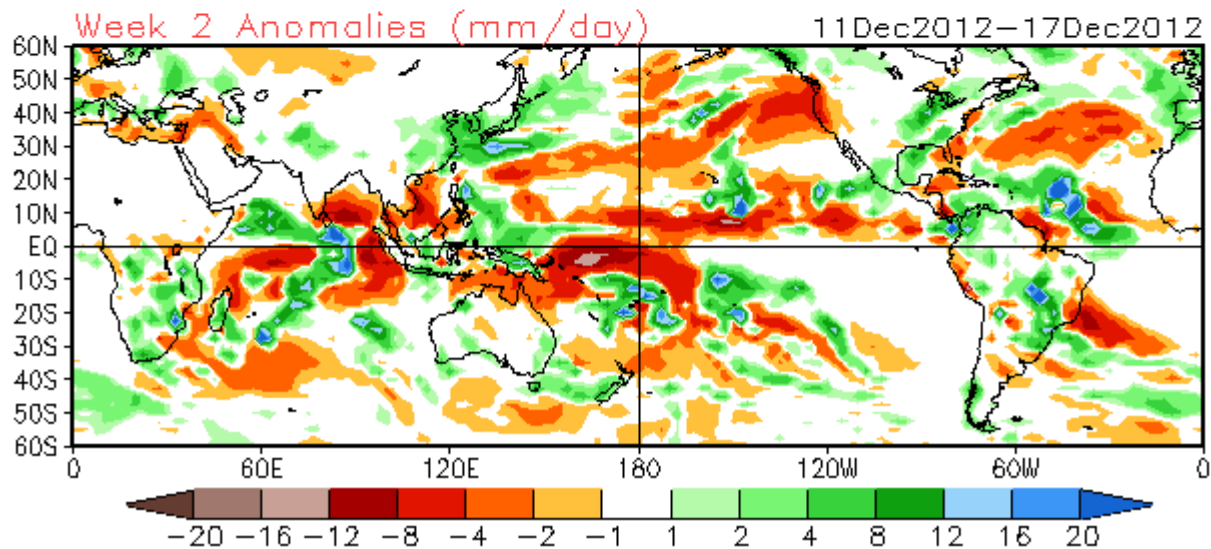 Week 2 Anomalies (mm/day) 11Dec2012-17Dec2012
60N
50N
40N
30N
20N
10N
EQ
10S
20S
30S
40S
50S
60S
0 60E 120E 180 120W 60W 0
-20 -16 -12 -8 -4 -2 -1 1 2 4 8 12 16 20